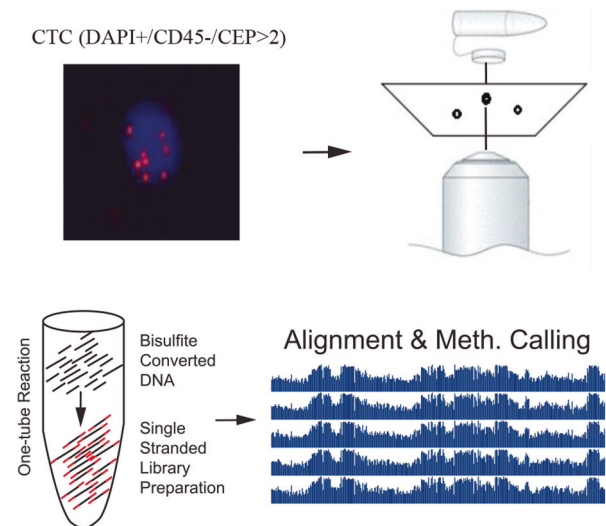 CTC (DAPI+/CD45-/CEP>2)
One-tube Reaction
Bisulfite
Converted
DNA
Single
Stranded
Library
Preparation
Alignment & Meth. Calling